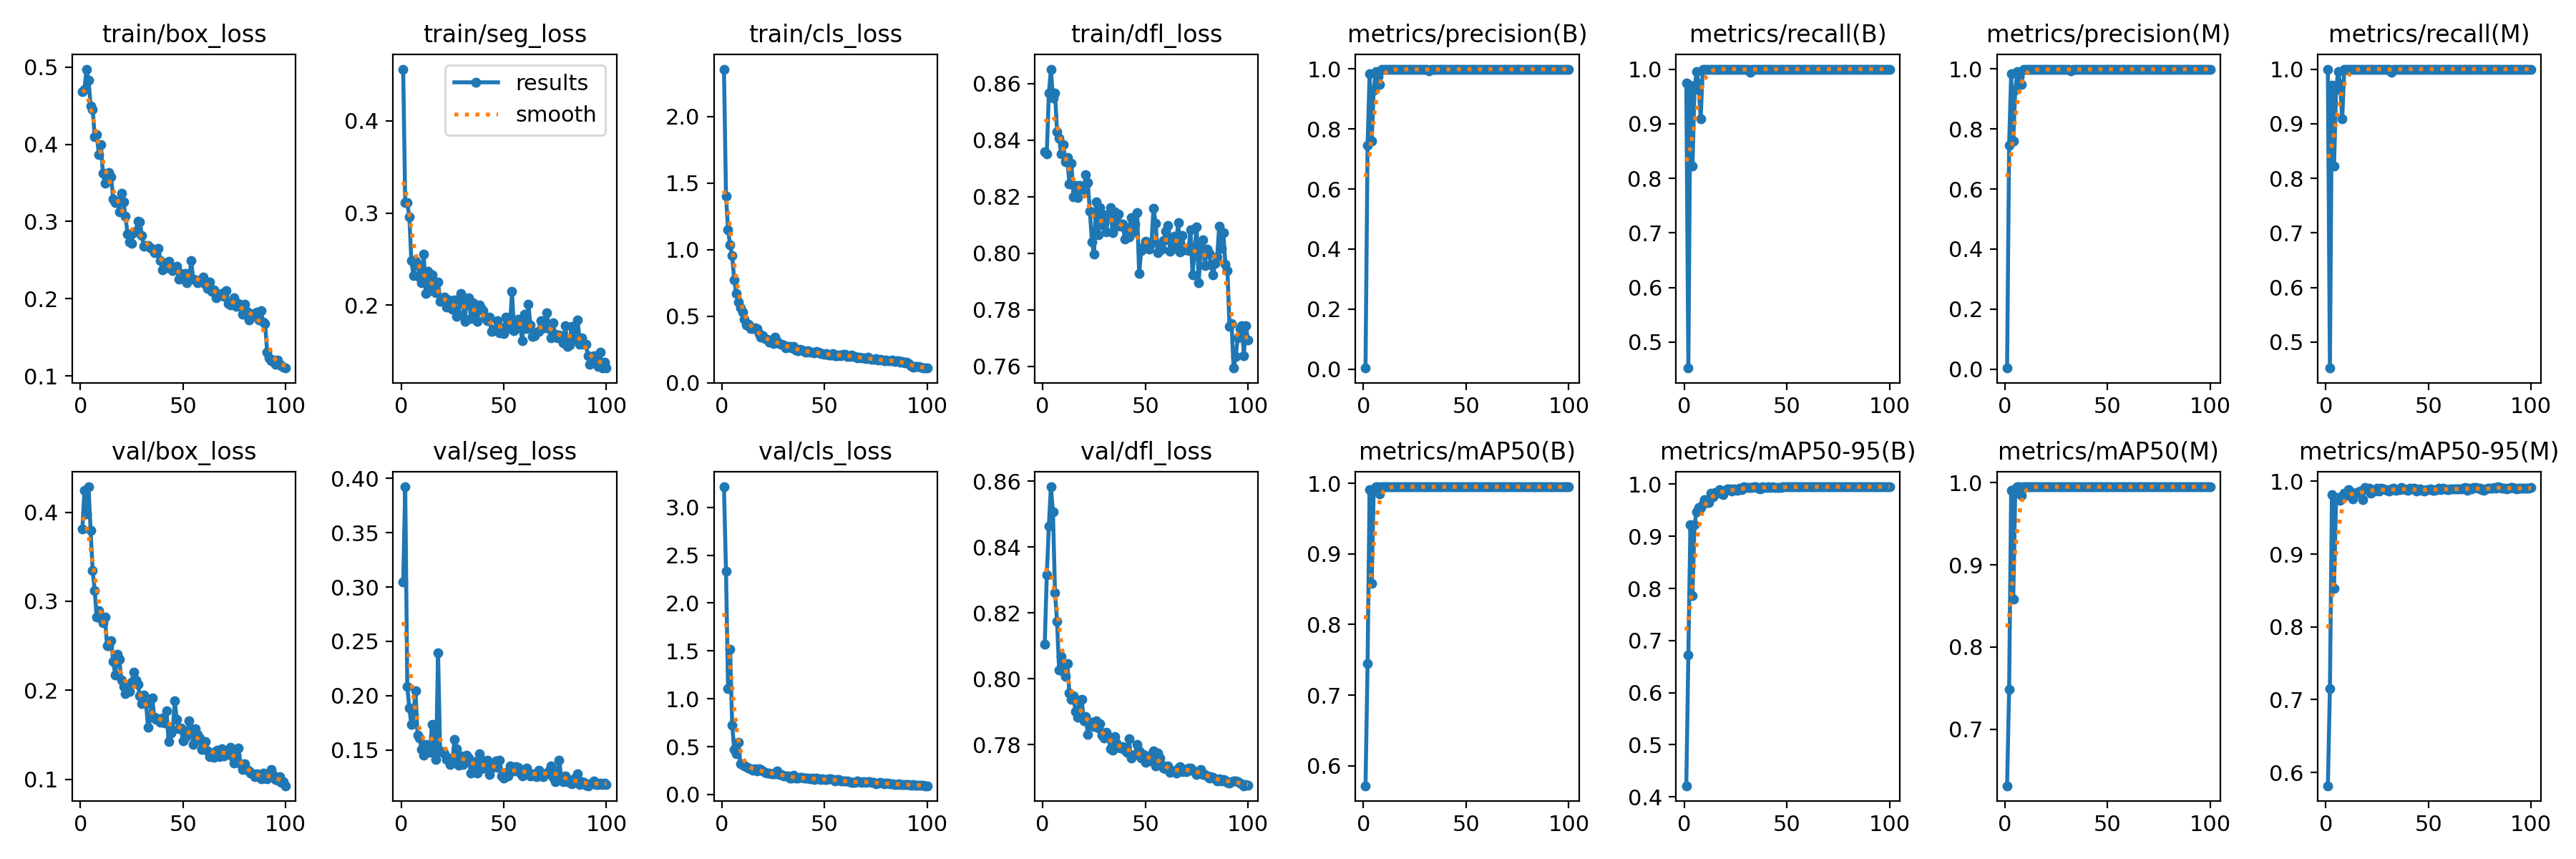 train/box_loss
train/seg_loss
train/cls_loss
train/dfl_loss
metrics/precision(B)
metrics/recall(B)
metrics/precision(M)
metrics/recall(M)
0.5
0.4
0.3
0.2
0.1
0 50 100
results
smooth
0.4
0.3
0.2
0 50 100
2.0
1.5
1.0
0.5
0.0
0 50 100
0.86
0.84
0.82
0.80
0.78
0.76
0 50 100
1.0
0.8
0.6
0.4
0.2
0.0
0 50 100
1.0
0.9
0.8
0.7
0.6
0.5
0 50 100
1.0
0.8
0.6
0.4
0.2
0.0
0 50 100
1.0
0.9
0.8
0.7
0.6
0.5
0 50 100
val/box_loss
val/seg_loss
val/cls_loss
val/dfl_loss
metrics/mAP50(B)
metrics/mAP50-95(B)
metrics/mAP50(M)
metrics/mAP50-95(M)
0.4
0.3
0.2
0.1
0 50 100
0.40
0.35
0.30
0.25
0.20
0.15
0 50 100
3.0
2.5
2.0
1.5
1.0
0.5
0.0
0 50 100
0.86
0.84
0.82
0.80
0.78
0 50 100
1.0
0.9
0.8
0.7
0.6
0 50 100
1.0
0.9
0.8
0.7
0.6
0.5
0.4
0 50 100
1.0
0.9
0.8
0.7
0 50 100
1.0
0.9
0.8
0.7
0.6
0 50 100